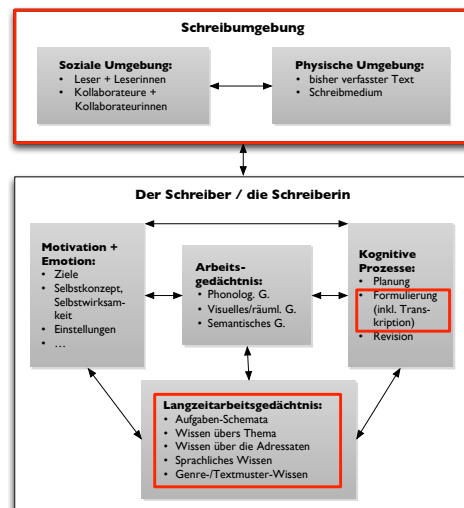 Schreibumgebung
Soziale Umgebung:
• Leser + Leserinnen
• Kollaborateure +
Kollaborateurinnen
Physische Umgebung:
• bisher verfasster Text
• Schreibmedium
Der Schreiber / die Schreiberin
Motivation +
Emotion:
• Ziele
• Selbstkonzept,
Selbstwirksam-
keit
• Einstellungen
• …
Arbeits-
gedächtnis:
• Phonolog. G.
• Visuelles/räuml. G.
• Semantisches G.
Kognitive
Prozesse:
• Planung
• Formulierung
(inkl. Trans-
kription)
• Revision
Langzeitarbeitsgedächtnis:
• Aufgaben-Schemata
• Wissen übers Thema
• Wissen über die Adressaten
• Sprachliches Wissen
• Genre-/Textmuster-Wissen